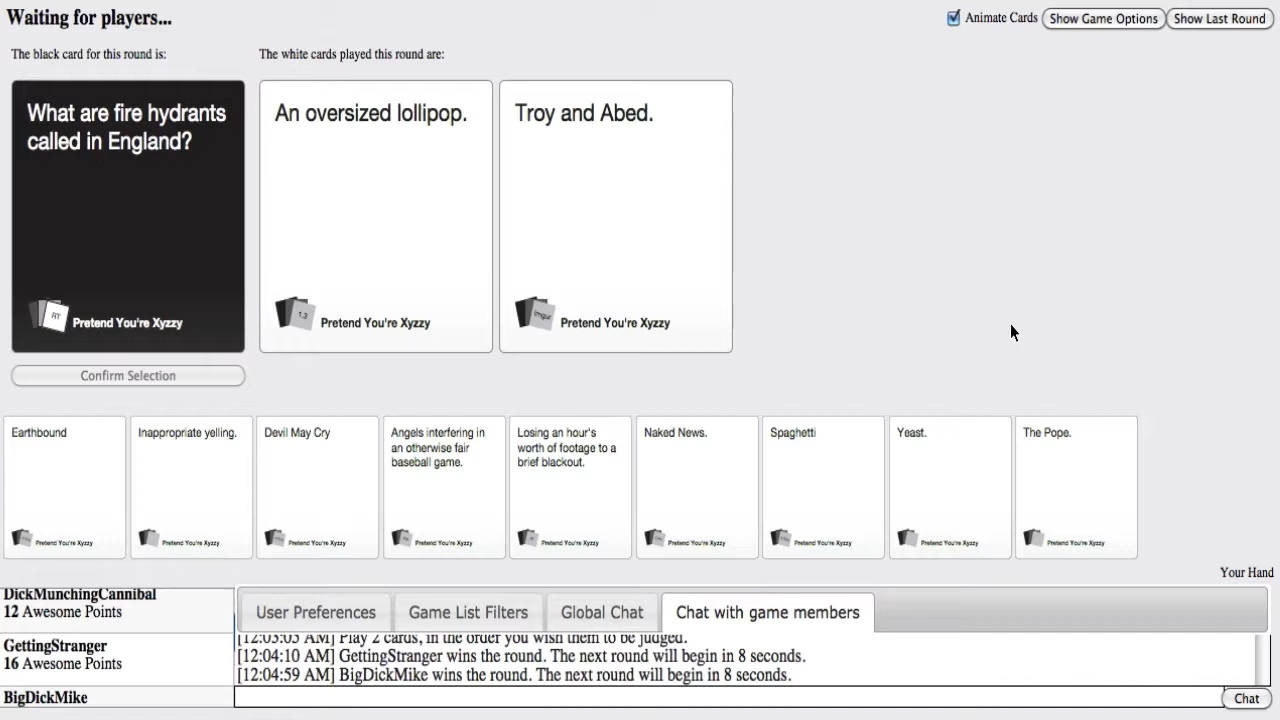 Waiting for players...
Animate Cards
Show Game Options
Show Last Round
The black card for this round is:
The white cards played this round are:
What are fire hydrants
called in England?
RT
Pretend You're Xyzzy
An oversized lollipop.
1.3
Pretend You're Xyzzy
Troy and Abed.
Imgur
Pretend You're Xyzzy
Confirm Selection
Earthbound
Pretend You're Xyzzy
Inappropriate yelling.
Pretend You're Xyzzy
Devil May Cry
Pretend You're Xyzzy
Angels interfering in
an otherwise fair
baseball game.
Pretend You're Xyzzy
Losing an hour's
worth of footage to a
brief blackout.
Pretend You're Xyzzy
Naked News.
Pretend You're Xyzzy
Spaghetti
Pretend You're Xyzzy
Yeast.
Pretend You're Xyzzy
The Pope.
Pretend You're Xyzzy
Your Hand
DickMunchingCannibal
12 Awesome Points
GettingStranger
16 Awesome Points
BigDickMike
User Preferences
Game List Filters
Global Chat
Chat with game members
[12:03:03 AM] Play 2 cards, in the order you wish them to be judged.
[12:04:10 AM] GettingStranger wins the round. The next round will begin in 8 seconds.
[12:04:59 AM] BigDickMike wins the round. The next round will begin in 8 seconds.
Chat